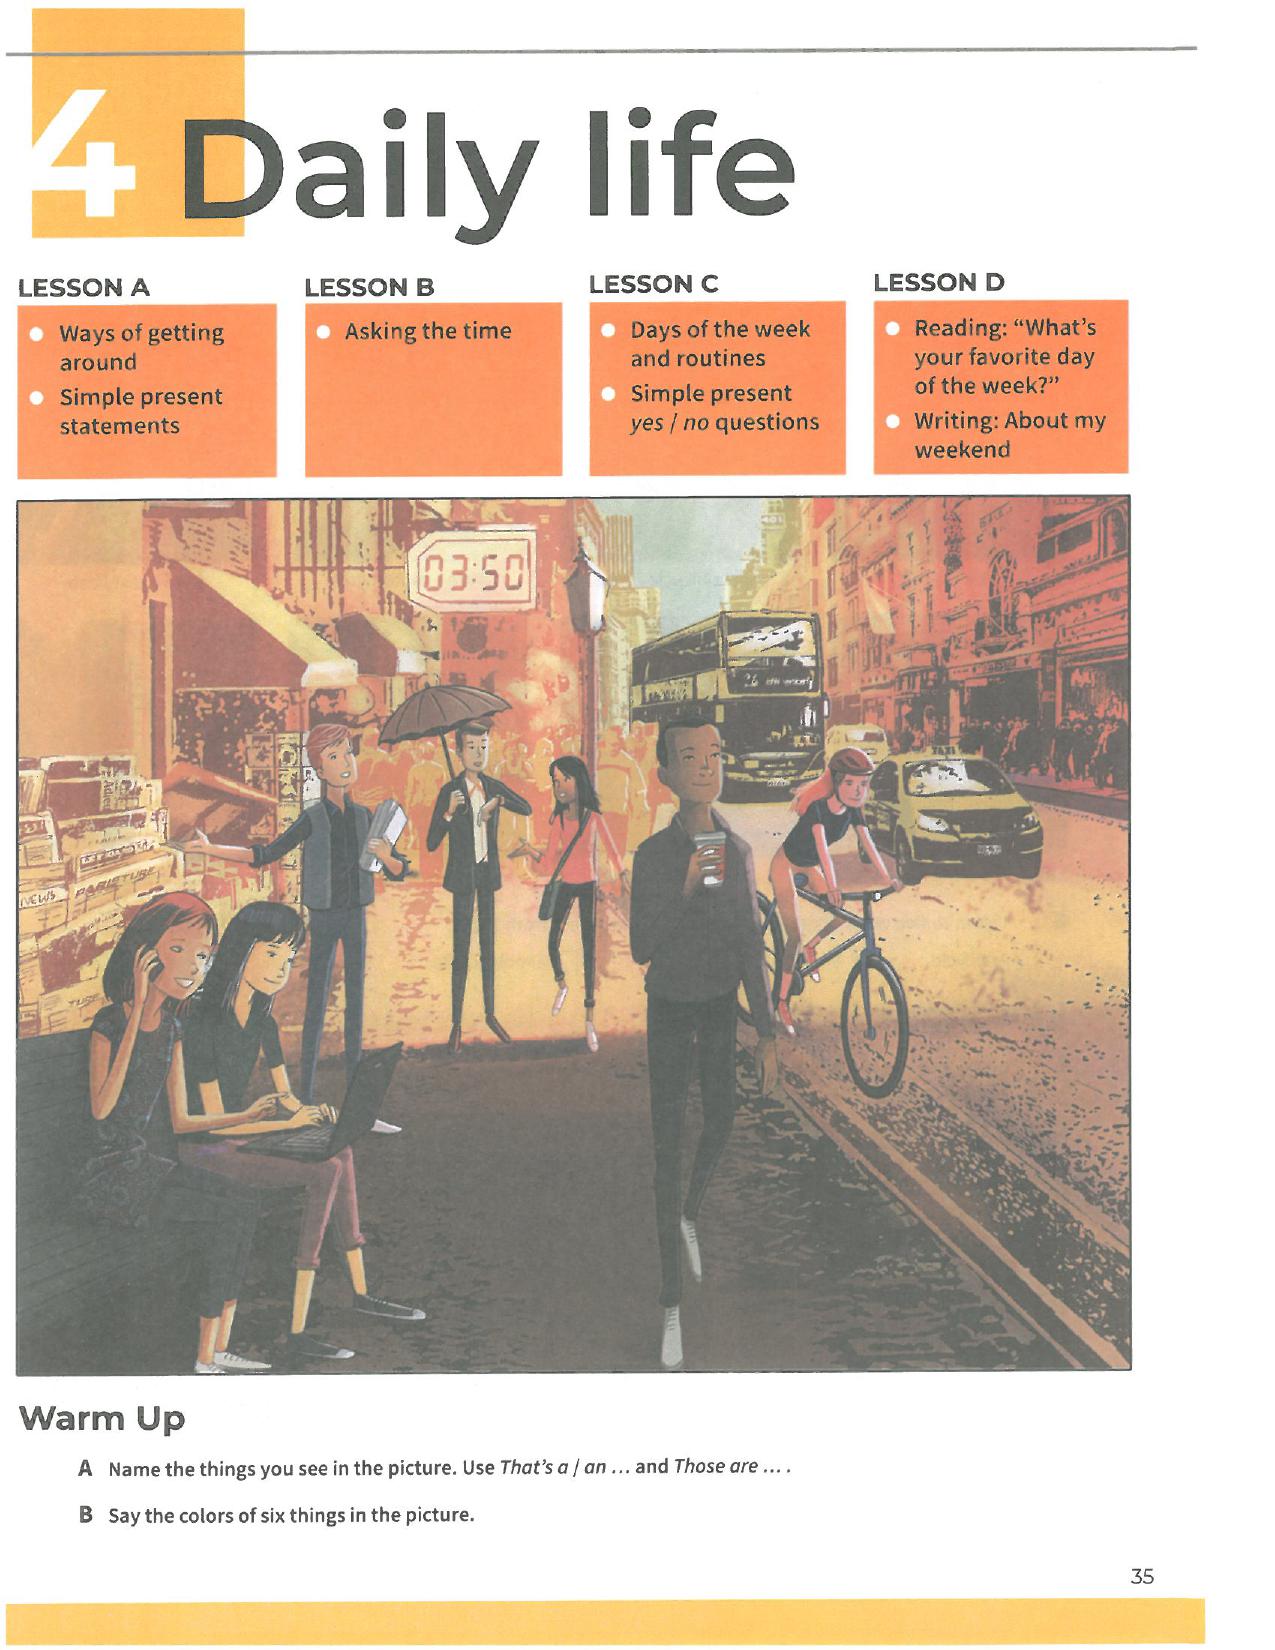 4 Daily life
LESSON A
Ways of getting
around
Simple present
statements
LESSON B
Asking the time
LESSON C
Days of the week
and routines
Simple present
yes / no questions
LESSON D
Reading: “What’s
your favorite day
of the week?”
Writing: About my
weekend
03:50
TAXI
NEWS
Warm Up
A Name the things you see in the picture. Use That’s a / an ... and Those are ... .
B Say the colors of six things in the picture.
35